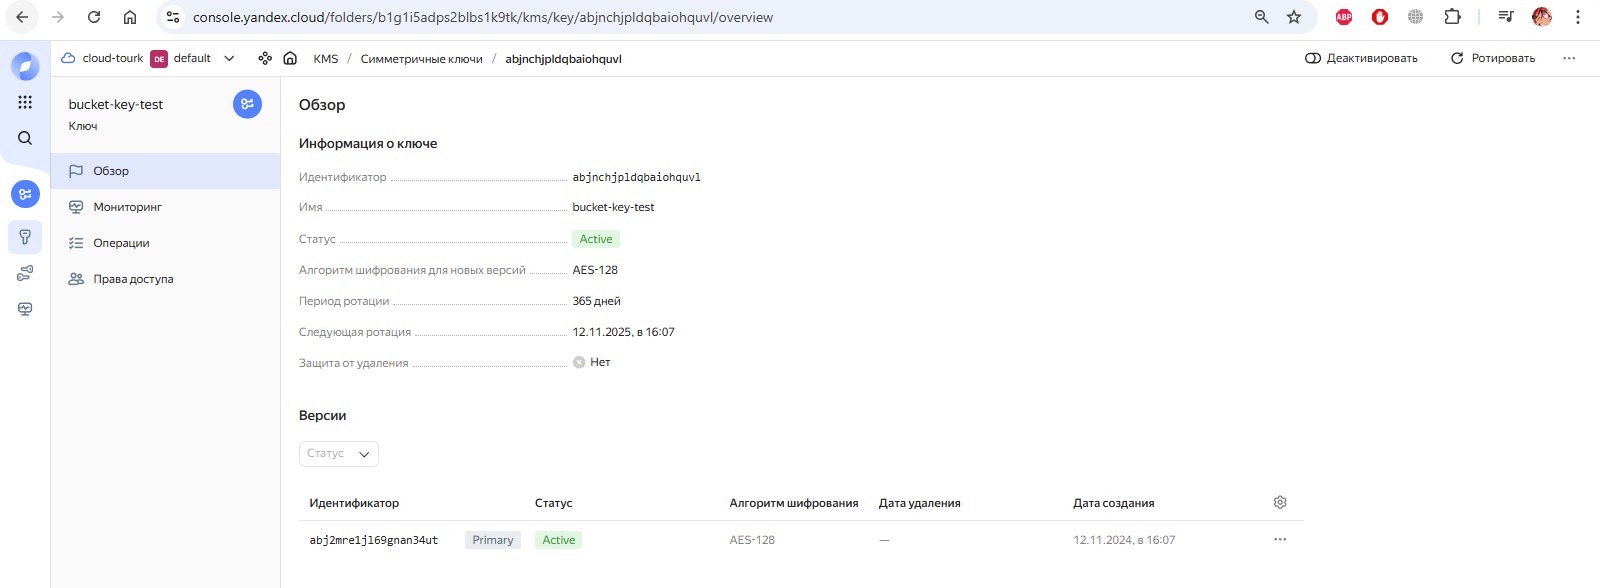 console.yandex.cloud/folders/b1g1i5adps2blbs1k9tk/kms/key/abjnchjpldqbaiohquvl/overview
ABP
cloud-tourk DE default KMS / Симметричные ключи / abjnchjpldqbaiohquvl Деактивировать Ротировать
bucket-key-test
Ключ
Обзор
Мониторинг
Операции
Права доступа
Обзор
Информация о ключе
Идентификатор abjnchjpldqbaiohquvl
Имя bucket-key-test
Статус Active
Алгоритм шифрования для новых версий AES-128
Период ротации 365 дней
Следующая ротация 12.11.2025, в 16:07
Защита от удаления Нет
Версии
Статус
Идентификатор Статус Алгоритм шифрования Дата удаления Дата создания
abj2mre1jl69gnan34ut Primary Active AES-128 — 12.11.2024, в 16:07